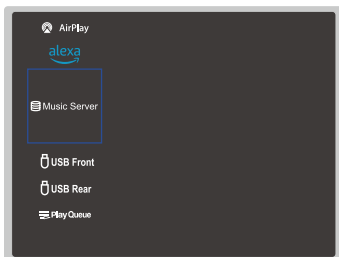 AirPlay
alexa
Music Server
USB Front
USB Rear
Play Queue